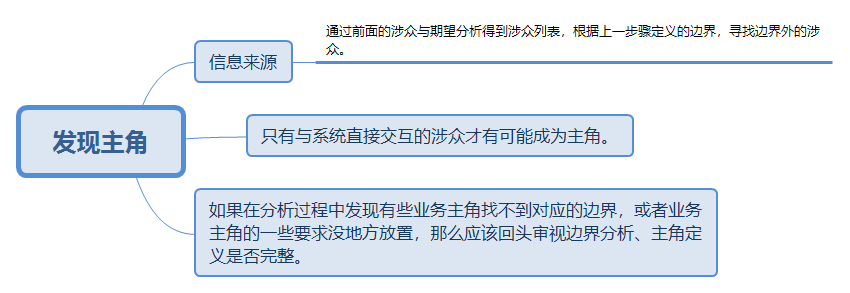 通过前面的涉众与期望分析得到涉众列表，根据上一步骤定义的边界，寻找边界外的涉
众。
信息来源
发现主角
只有与系统直接交互的涉众才有可能成为主角。
如果在分析过程中发现有些业务主角找不到对应的边界，或者业务
主角的一些要求没地方放置，那么应该回头审视边界分析、主角定
义是否完整。